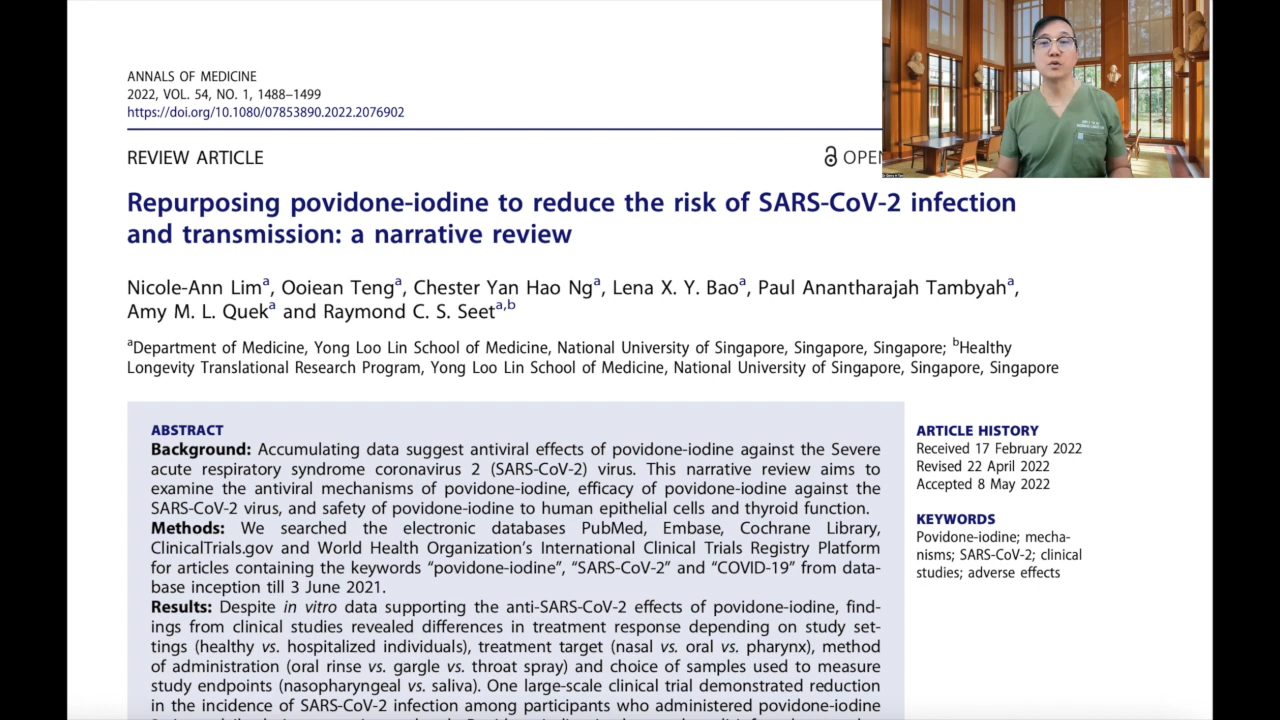 ANNALS OF MEDICINE
2022, VOL. 54, NO. 1, 1488–1499
https://doi.org/10.1080/07853890.2022.2076902
REVIEW ARTICLE
OPEN
Repurposing povidone-iodine to reduce the risk of SARS-CoV-2 infection
and transmission: a narrative review
Nicole-Ann Limᵃ, Ooiean Tengᵃ, Chester Yan Hao Ngᵃ, Lena X. Y. Baoᵃ, Paul Anantharajah Tambyahᵃ,
Amy M. L. Quekᵃ and Raymond C. S. Seetᵃ,ᵇ
ᵃDepartment of Medicine, Yong Loo Lin School of Medicine, National University of Singapore, Singapore, Singapore; ᵇHealthy
Longevity Translational Research Program, Yong Loo Lin School of Medicine, National University of Singapore, Singapore, Singapore
ABSTRACT
Background: Accumulating data suggest antiviral effects of povidone-iodine against the Severe
acute respiratory syndrome coronavirus 2 (SARS-CoV-2) virus. This narrative review aims to
examine the antiviral mechanisms of povidone-iodine, efficacy of povidone-iodine against the
SARS-CoV-2 virus, and safety of povidone-iodine to human epithelial cells and thyroid function.
Methods: We searched the electronic databases PubMed, Embase, Cochrane Library,
ClinicalTrials.gov and World Health Organization’s International Clinical Trials Registry Platform
for articles containing the keywords “povidone-iodine”, “SARS-CoV-2” and “COVID-19” from data-
base inception till 3 June 2021.
Results: Despite in vitro data supporting the anti-SARS-CoV-2 effects of povidone-iodine, find-
ings from clinical studies revealed differences in treatment response depending on study set-
tings (healthy vs. hospitalized individuals), treatment target (nasal vs. oral vs. pharynx), method
of administration (oral rinse vs. gargle vs. throat spray) and choice of samples used to measure
study endpoints (nasopharyngeal vs. saliva). One large-scale clinical trial demonstrated reduction
in the incidence of SARS-CoV-2 infection among participants who administered povidone-iodine
ARTICLE HISTORY
Received 17 February 2022
Revised 22 April 2022
Accepted 8 May 2022
KEYWORDS
Povidone-iodine; mecha-
nisms; SARS-CoV-2; clinical
studies; adverse effects